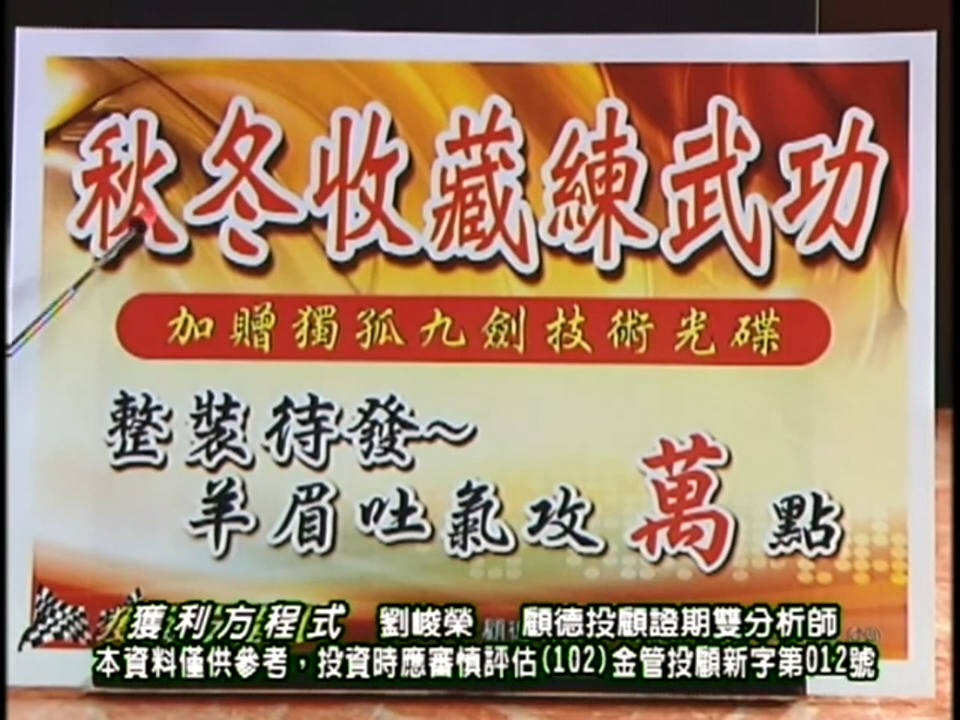 秋冬收藏練武功
加贈獨孤九劍技術光碟
整裝待發~
羊眉吐氣攻萬點
獲利方程式 劉峻榮 顧德投顧證期雙分析師
本資料僅供參考,投資時應審慎評估(102)金管投顧新字第012號